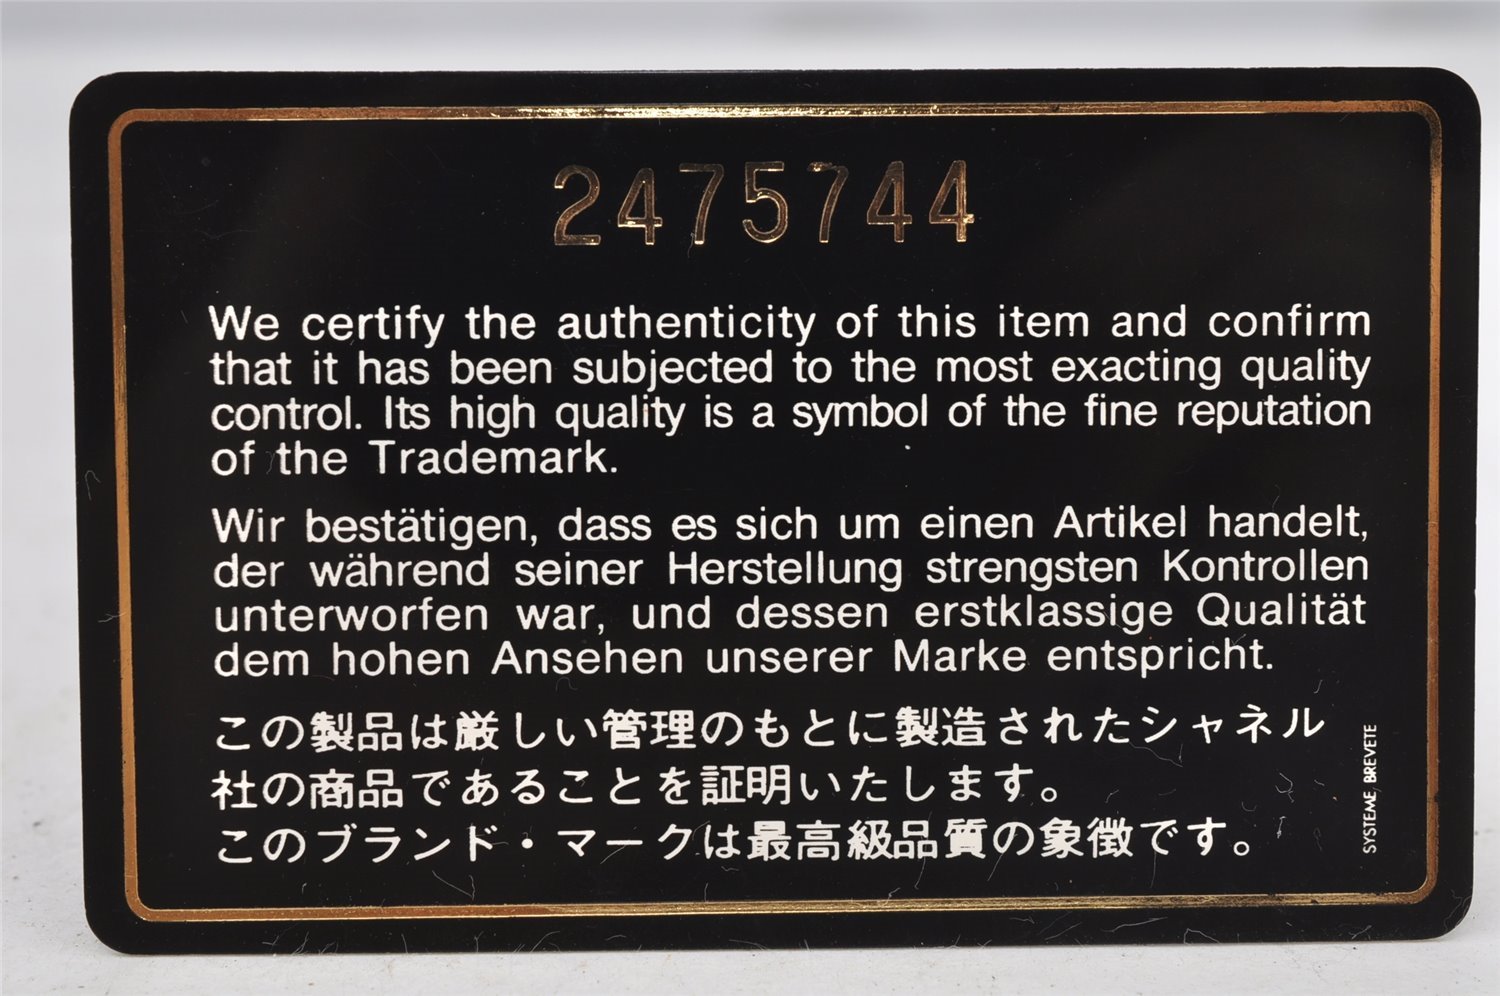 2475744
We certify the authenticity of this item and confirm
that it has been subjected to the most exacting quality
control. Its high quality is a symbol of the fine reputation
of the Trademark.
Wir bestätigen, dass es sich um einen Artikel handelt,
der während seiner Herstellung strengsten Kontrollen
unterworfen war, und dessen erstklassige Qualität
dem hohen Ansehen unserer Marke entspricht.
この製品は厳しい管理のもとに製造されたシャネル
社の商品であることを証明いたします。
このブランド・マークは最高級品質の象徴です。
SYSTEME BREVETE